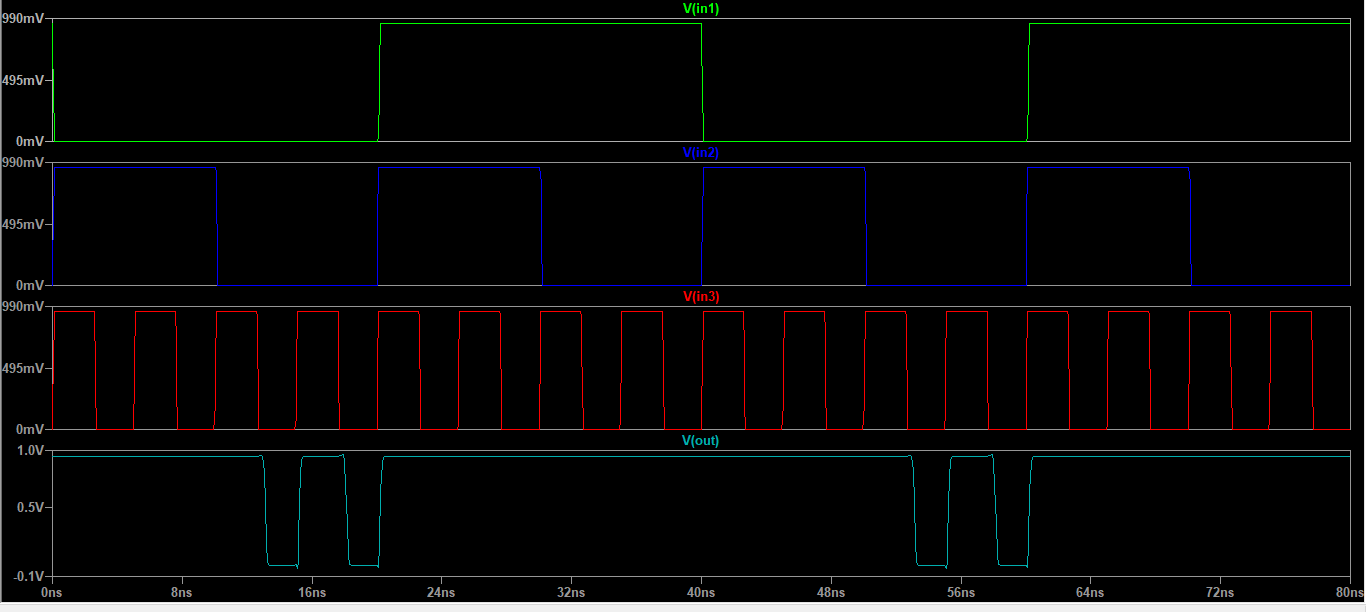 V(in1)
990mV
495mV
0mV
V(in2)
990mV
495mV
0mV
V(in3)
990mV
495mV
0mV
V(out)
1.0V
0.5V
-0.1V
0ns 8ns 16ns 24ns 32ns 40ns 48ns 56ns 64ns 72ns 80ns